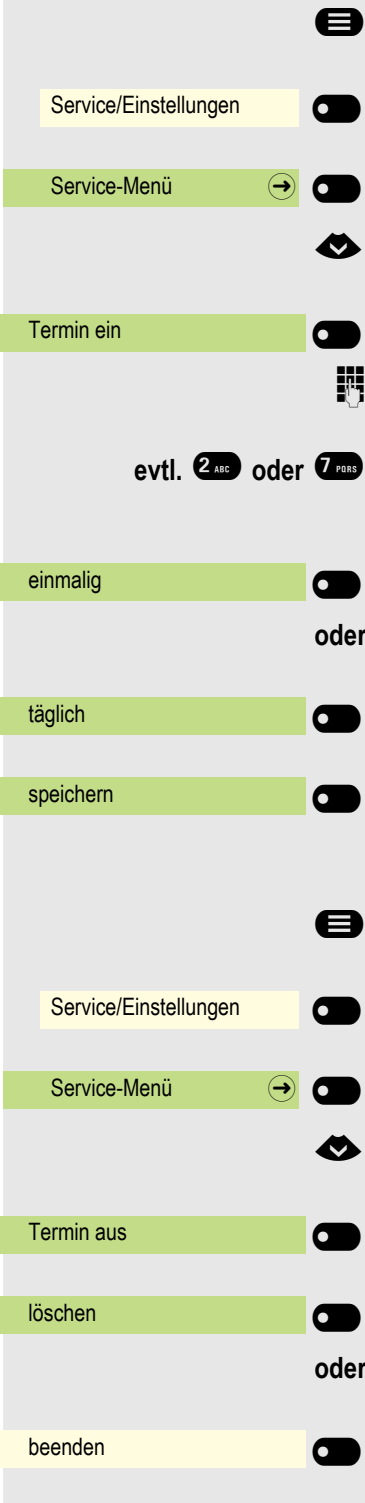 Service/Einstellungen
Service-Menü
Termin ein
evtl. 2 ABC oder 7 PQRS
einmalig
oder
täglich
speichern
Service/Einstellungen
Service-Menü
Termin aus
löschen
oder
beenden